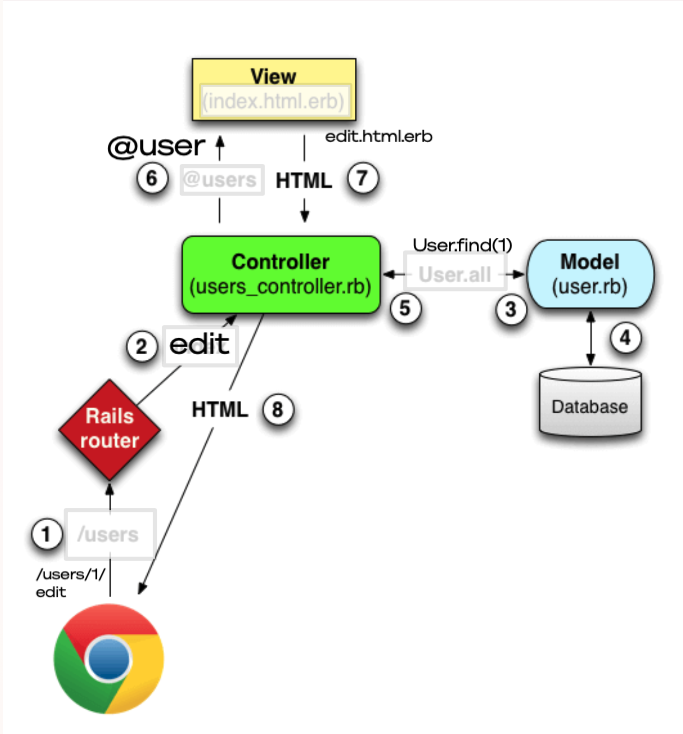 View
(index.html.erb)
edit.html.erb
@user
6
@users
HTML
7
Controller
(users_controller.rb)
User.find(1)
User.all
5
3
Model
(user.rb)
4
Database
2
edit
HTML
8
Rails
router
1
/users
/users/1/
edit